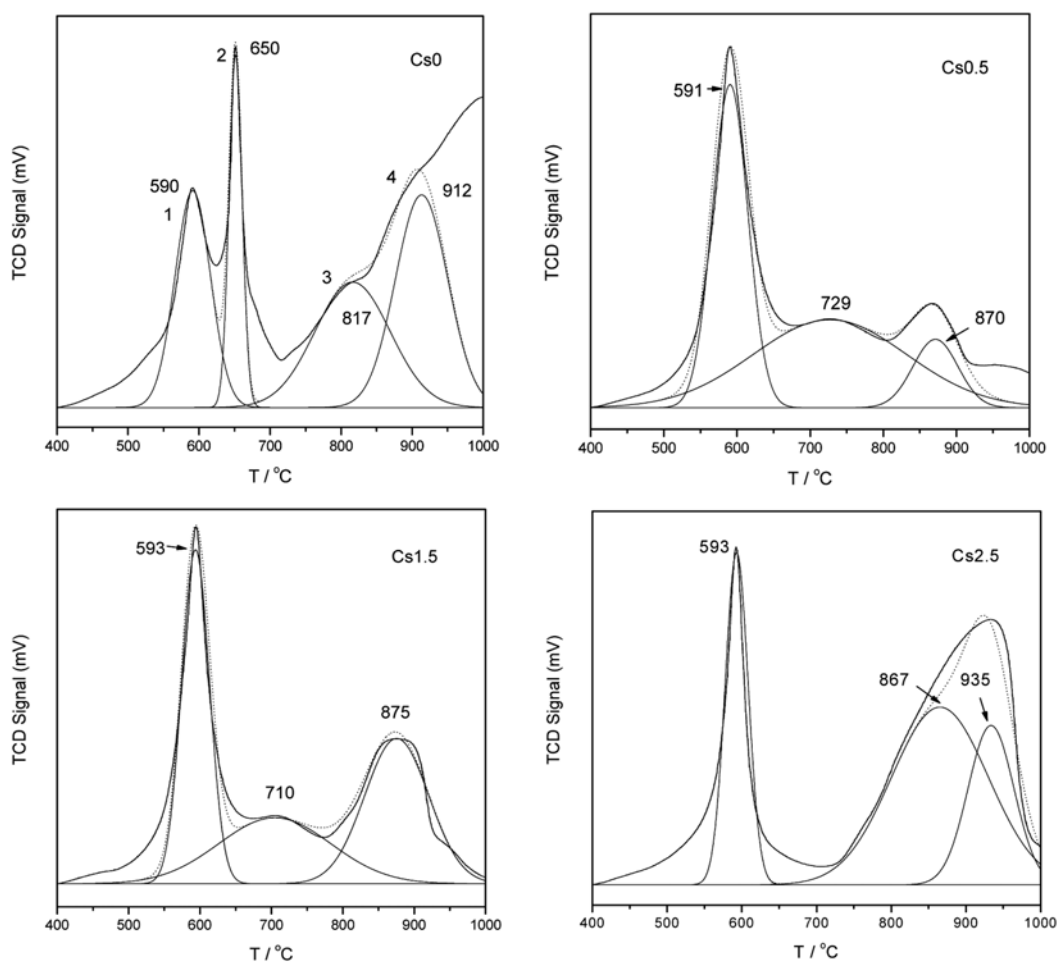 TCD Signal (mV)
2
650
Cs0
590
1
4
912
3
817
400 500 600 700 800 900 1000
T / °C
TCD Signal (mV)
Cs0.5
591
729
870
400 500 600 700 800 900 1000
T / °C
TCD Signal (mV)
593
Cs1.5
875
710
400 500 600 700 800 900 1000
T / °C
TCD Signal (mV)
593
Cs2.5
867 935
400 500 600 700 800 900 1000
T / °C